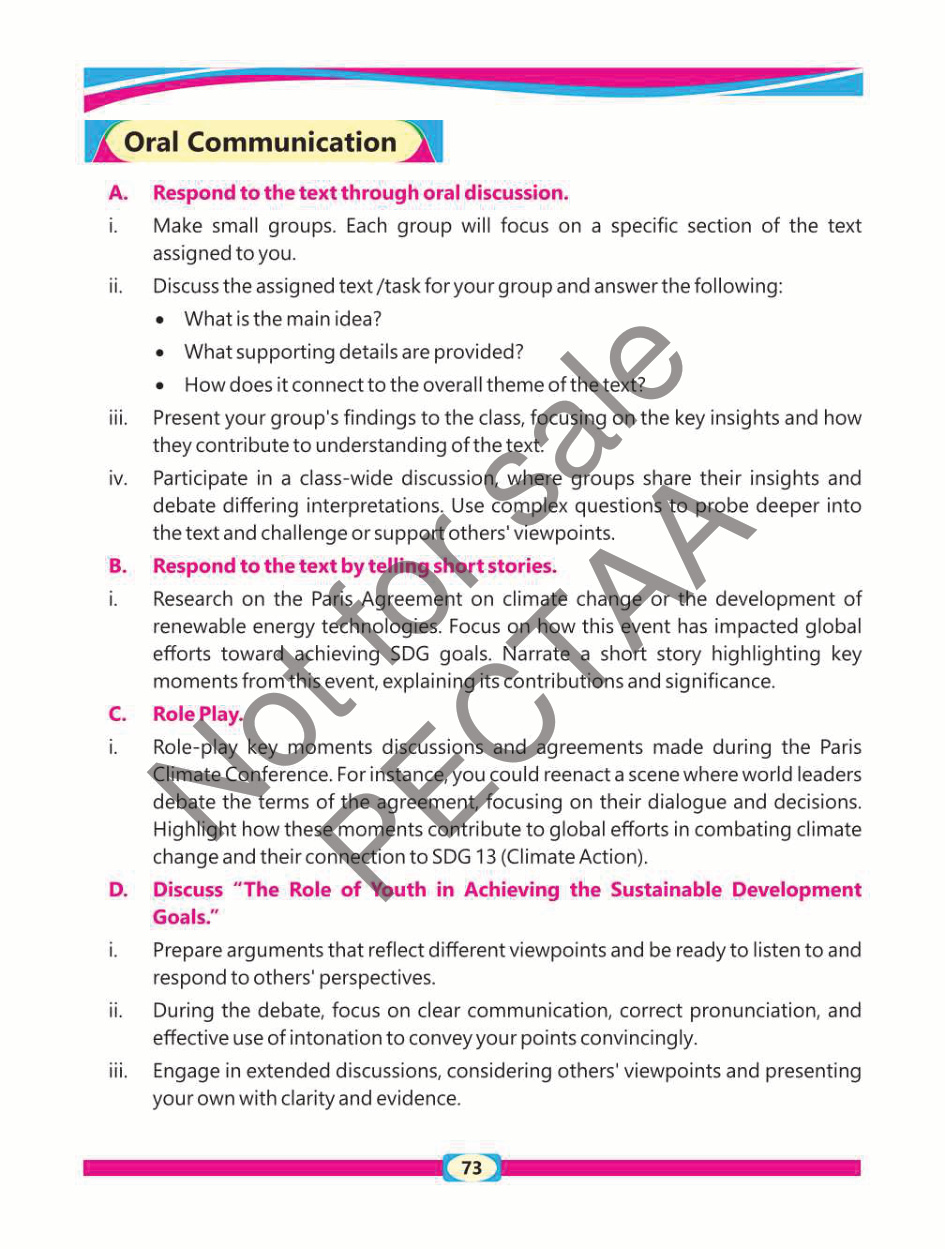 Oral Communication
A. Respond to the text through oral discussion.
i. Make small groups. Each group will focus on a specific section of the text
assigned to you.
ii. Discuss the assigned text /task for your group and answer the following:
• What is the main idea?
• What supporting details are provided?
• How does it connect to the overall theme of the text?
iii. Present your group's findings to the class, focusing on the key insights and how
they contribute to understanding of the text.
iv. Participate in a class-wide discussion, where groups share their insights and
debate differing interpretations. Use complex questions to probe deeper into
the text and challenge or support others' viewpoints.
B. Respond to the text by telling short stories.
i. Research on the Paris Agreement on climate change or the development of
renewable energy technologies. Focus on how this event has impacted global
efforts toward achieving SDG goals. Narrate a short story highlighting key
moments from this event, explaining its contributions and significance.
C. Role Play.
i. Role-play key moments discussions and agreements made during the Paris
Climate Conference. For instance, you could reenact a scene where world leaders
debate the terms of the agreement, focusing on their dialogue and decisions.
Highlight how these moments contribute to global efforts in combating climate
change and their connection to SDG 13 (Climate Action).
D. Discuss “The Role of Youth in Achieving the Sustainable Development
Goals.”
i. Prepare arguments that reflect different viewpoints and be ready to listen to and
respond to others' perspectives.
ii. During the debate, focus on clear communication, correct pronunciation, and
effective use of intonation to convey your points convincingly.
iii. Engage in extended discussions, considering others' viewpoints and presenting
your own with clarity and evidence.
73
Not for sale
PECTAA